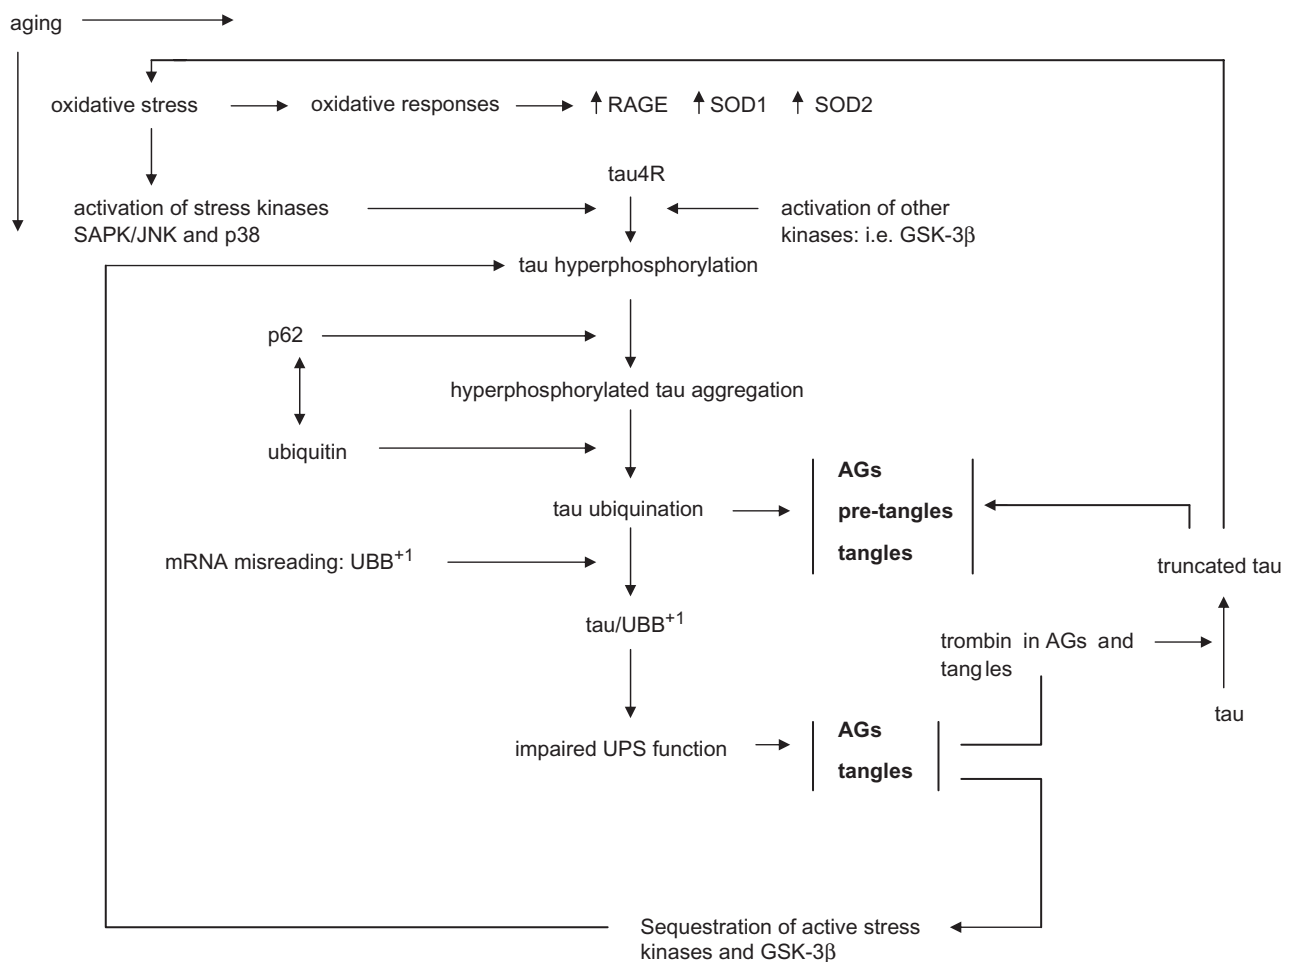 aging
oxidative stress
oxidative responses
RAGE
SOD1
SOD2
tau4R
activation of stress kinases
SAPK/JNK and p38
activation of other
kinases: i.e. GSK-3β
tau hyperphosphorylation
p62
hyperphosphorylated tau aggregation
ubiquitin
AGs
pre-tangles
tangles
tau ubiquination
mRNA misreading: UBB+1
truncated tau
tau/UBB+1
trombin in AGs and
tangles
tau
impaired UPS function
AGs
tangles
Sequestration of active stress
kinases and GSK-3β